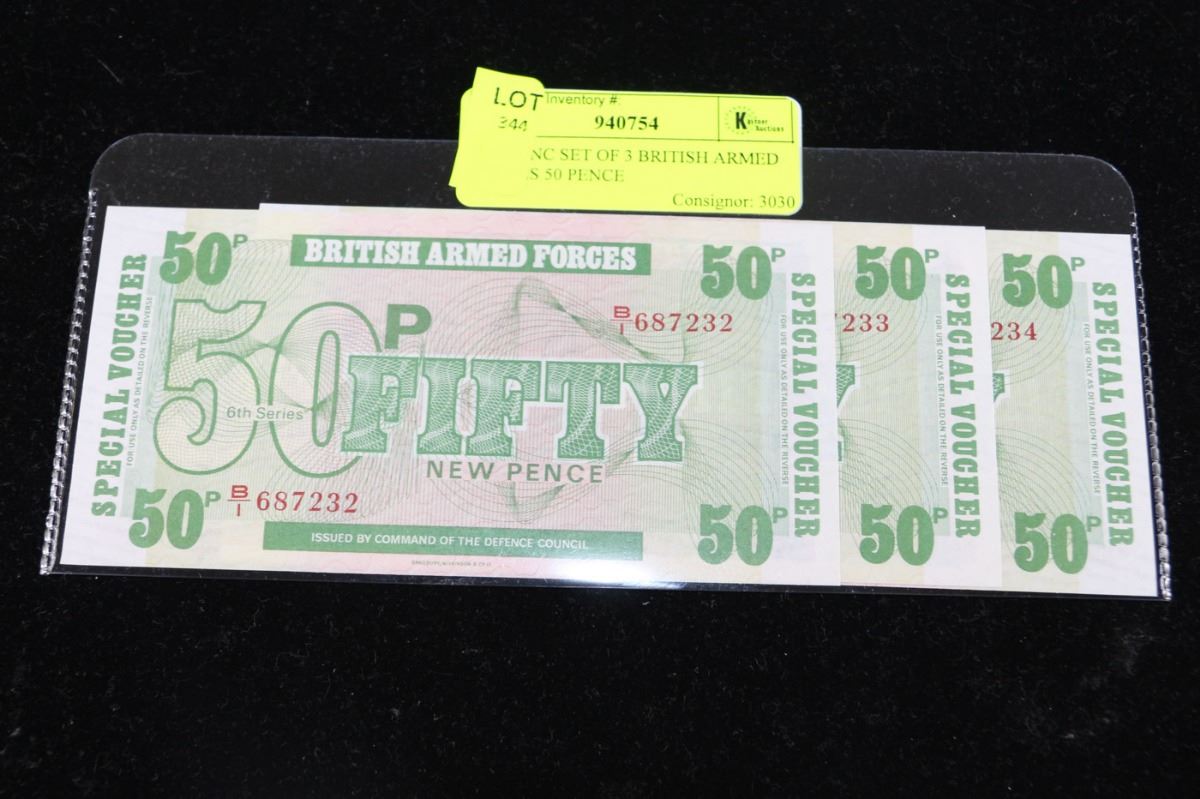 LOT
344
Inventory #:
940754
Kastner
Auctions
NC SET OF 3 BRITISH ARMED
S 50 PENCE
Consignor: 3030
50P
BRITISH ARMED FORCES
50P
50P
50P
SPECIAL VOUCHER
FOR USE ONLY AS DETAILED ON THE REVERSE
50P
B/1 687232
233
234
FIFTY
6th Series
NEW PENCE
B/1 687232
50P
ISSUED BY COMMAND OF THE DEFENCE COUNCIL
50P
50P
50P
SPECIAL VOUCHER
FOR USE ONLY AS DETAILED ON THE REVERSE
Y
SPECIAL VOUCHER
FOR USE ONLY AS DETAILED ON THE REVERSE
Y
SPECIAL VOUCHER
FOR USE ONLY AS DETAILED ON THE REVERSE